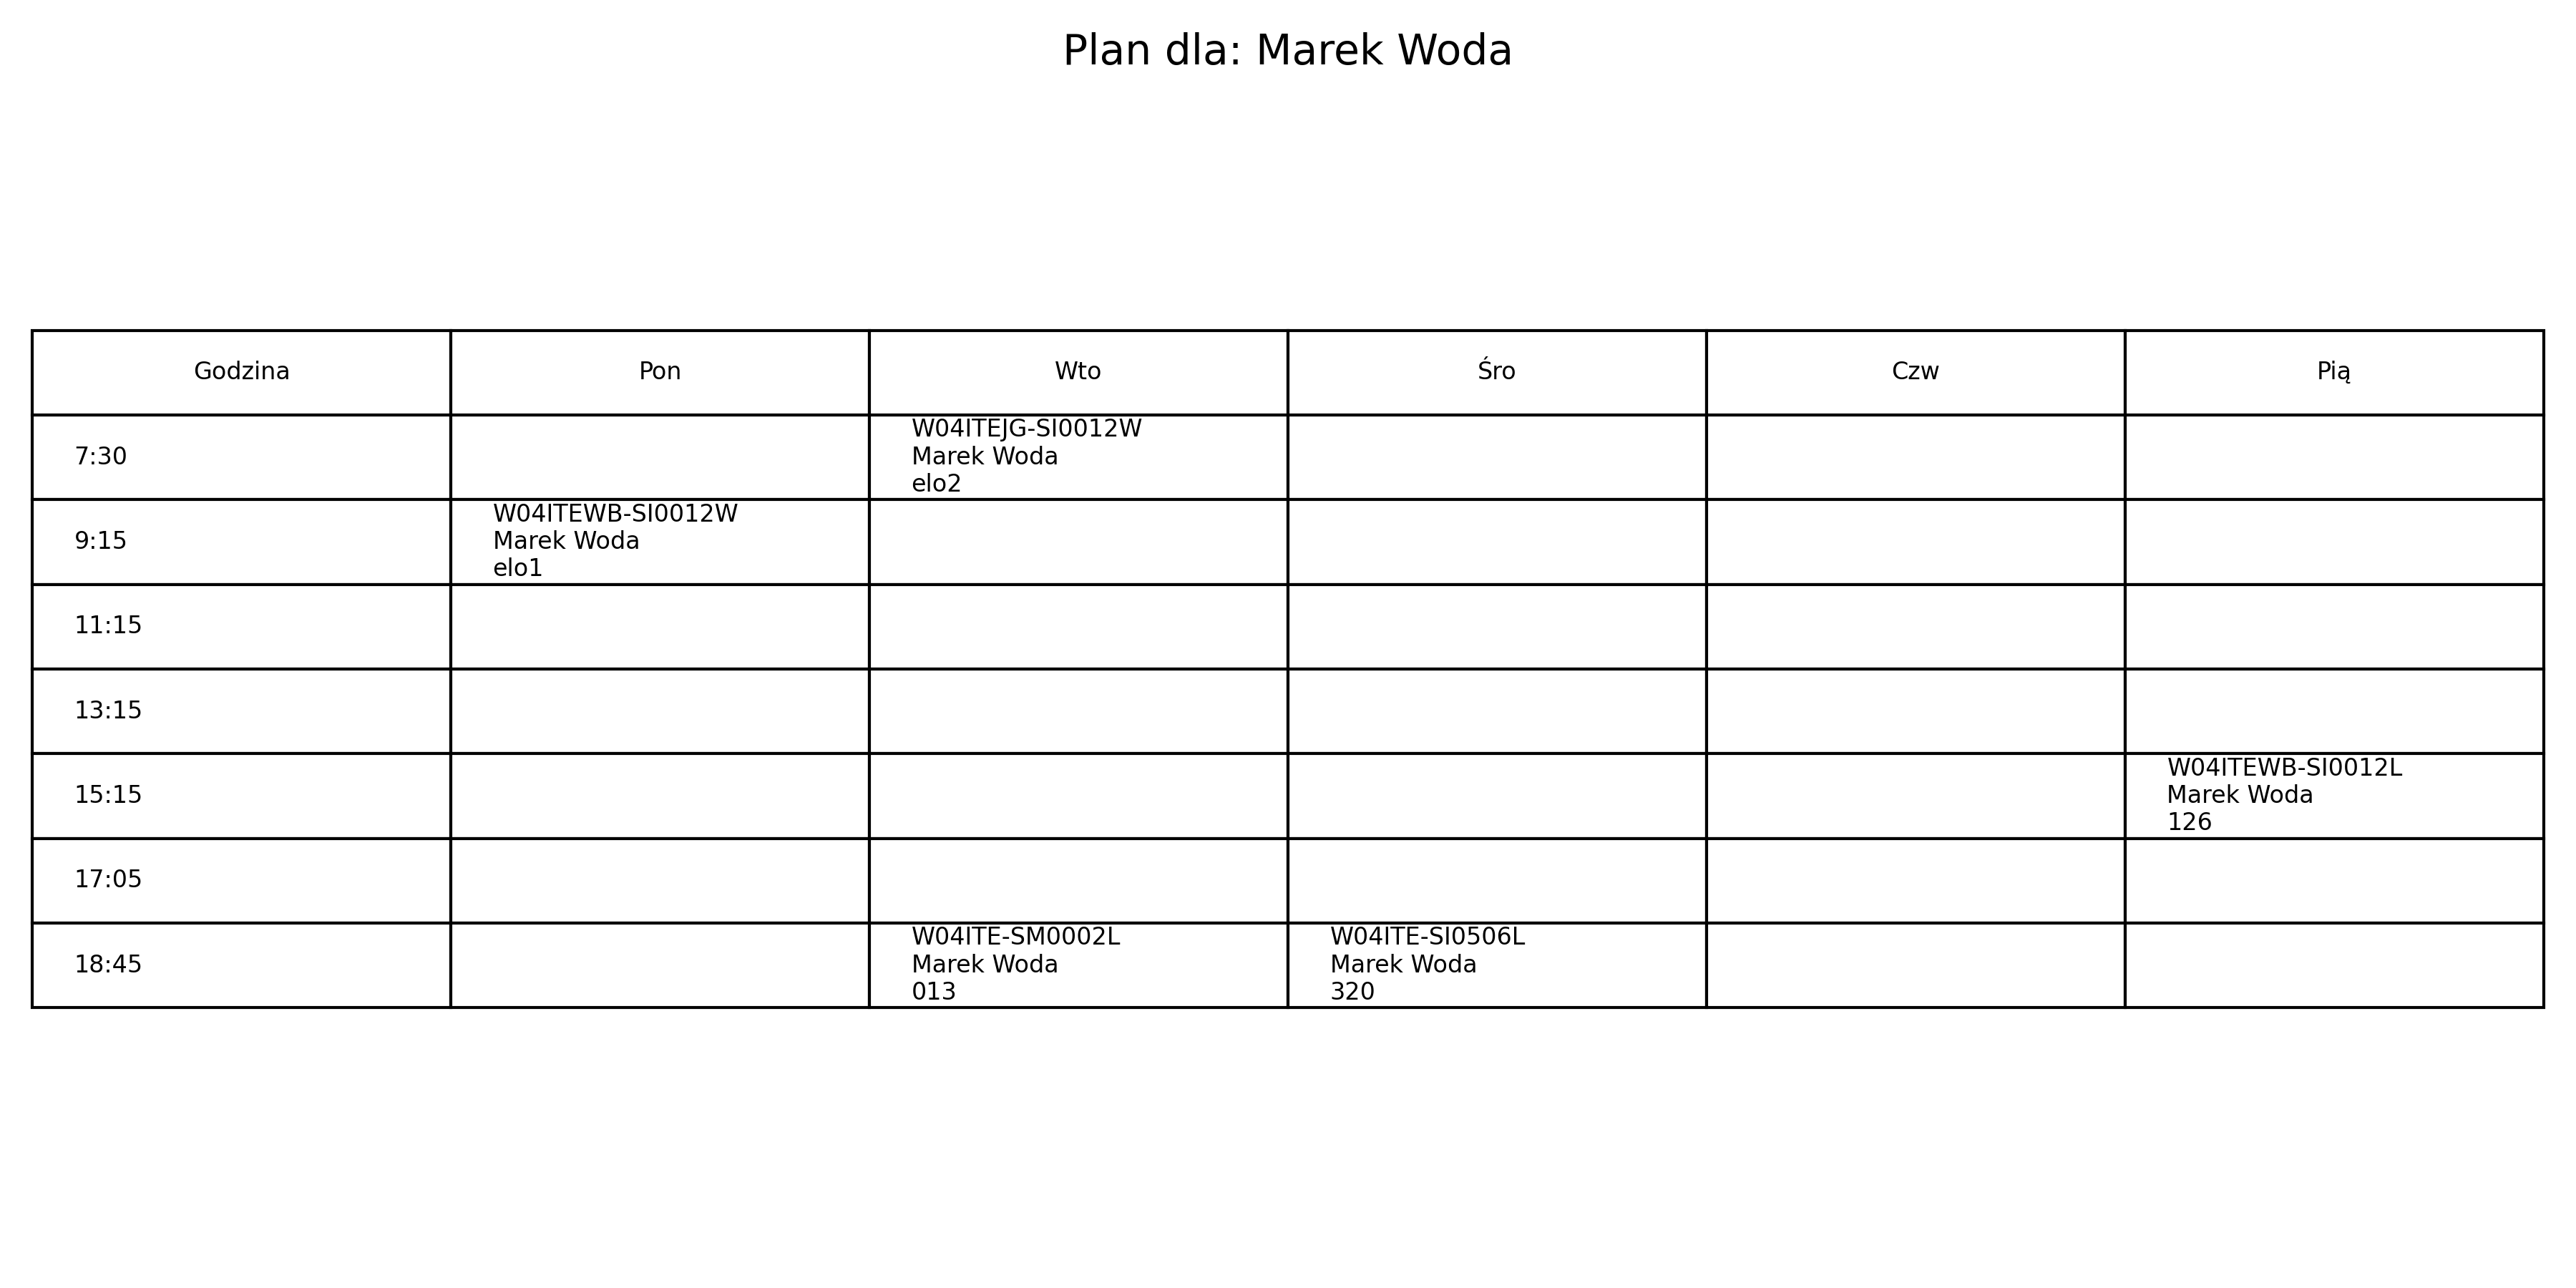 Plan dla: Marek Woda
Godzina Pon Wto Śro Czw Pią
7:30
W04ITEJG-SI0012W
Marek Woda
elo2
9:15
W04ITEWB-SI0012W
Marek Woda
elo1
11:15
13:15
15:15
W04ITEWB-SI0012L
Marek Woda
126
17:05
18:45
W04ITE-SM0002L
Marek Woda
013
W04ITE-SI0506L
Marek Woda
320